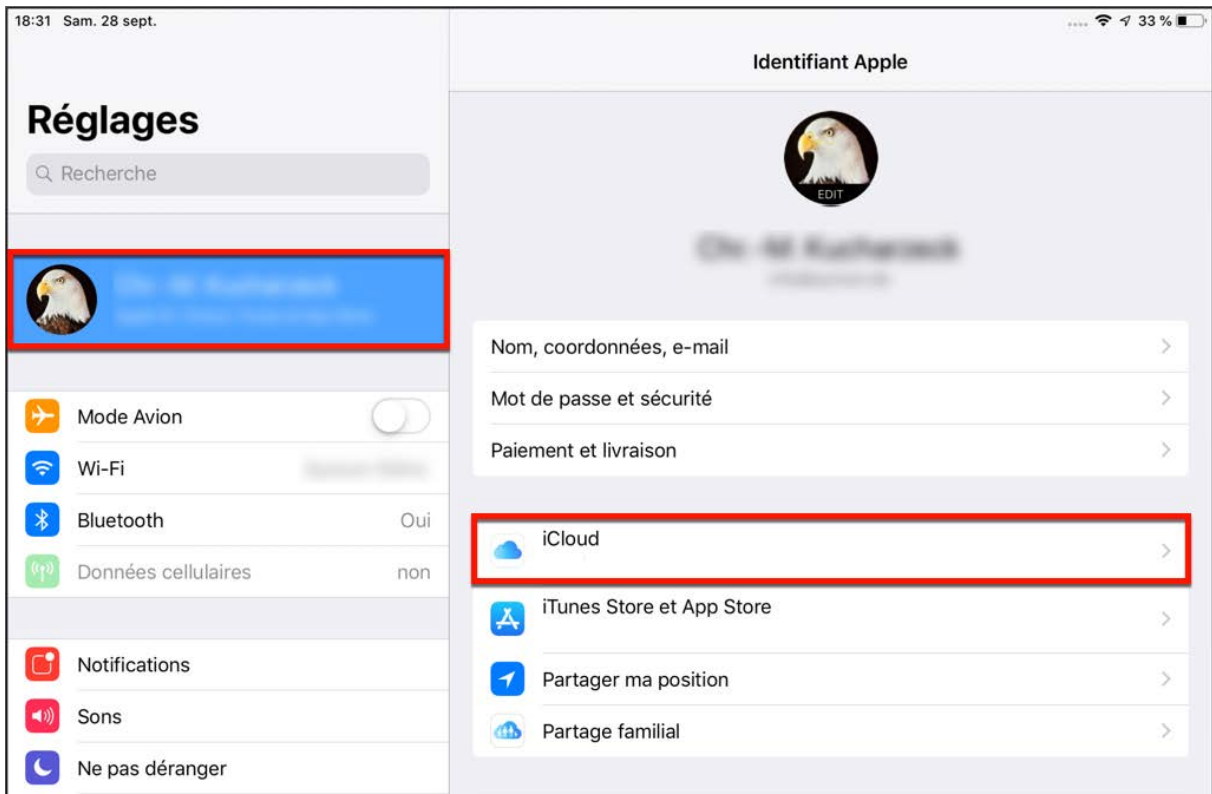 18:31 Sam. 28 sept.
33 %
Réglages
Recherche
Mode Avion
Wi-Fi
Bluetooth Oui
Données cellulaires non
Notifications
Sons
Ne pas déranger
Identifiant Apple
EDIT
Nom, coordonnées, e-mail
Mot de passe et sécurité
Paiement et livraison
iCloud
iTunes Store et App Store
Partager ma position
Partage familial